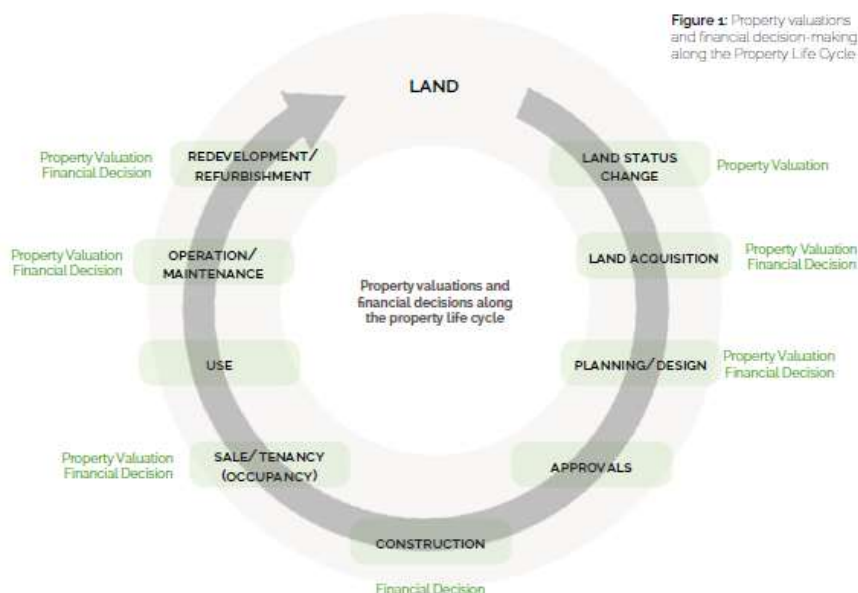 Figure 1: Property valuations
and financial decision-making
along the Property Life Cycle
LAND
LAND STATUS
CHANGE
Property Valuation
LAND ACQUISITION
Property Valuation
Financial Decision
PLANNING/DESIGN
Property Valuation
Financial Decision
APPROVALS
CONSTRUCTION
Financial Decision
SALE/TENANCY
(OCCUPANCY)
Property Valuation
Financial Decision
USE
OPERATION/
MAINTENANCE
Property Valuation
Financial Decision
REDEVELOPMENT/
REFURBISHMENT
Property Valuation
Financial Decision
Property valuations and
financial decisions along
the property life cycle